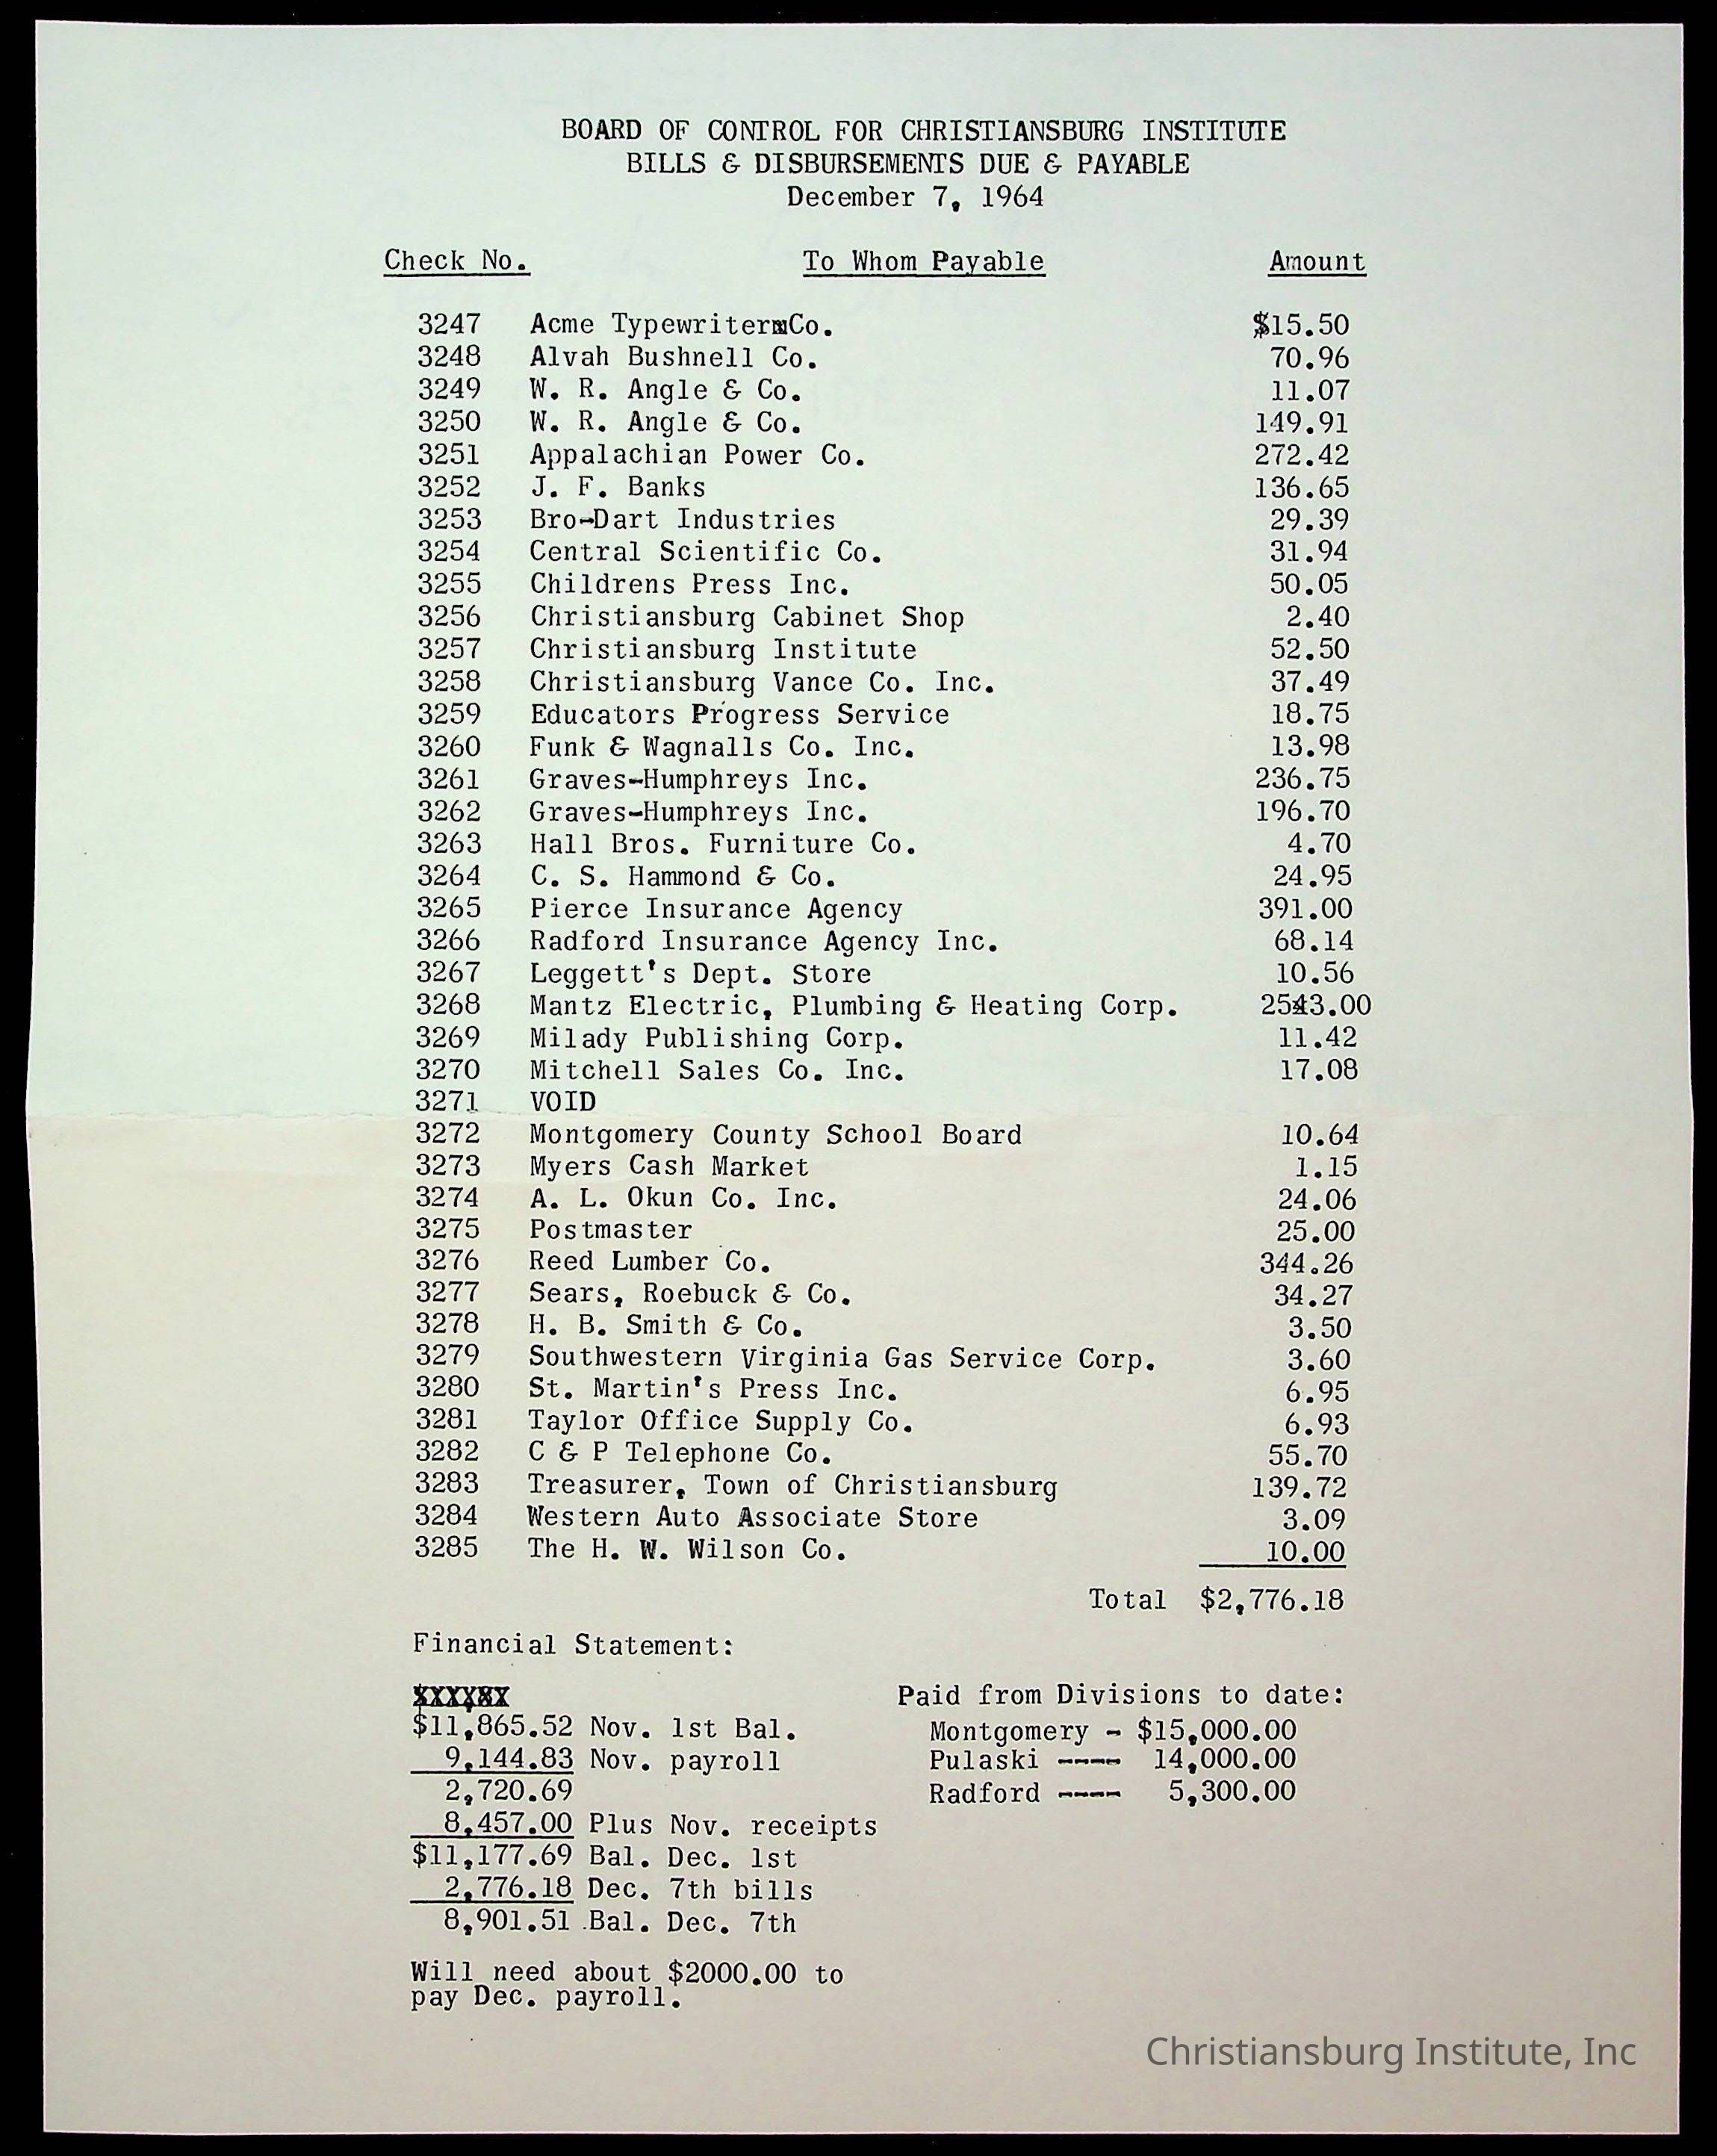 BOARD OF CONTROL FOR CHRISTIANSBURG INSTITUTE
BILLS & DISBURSEMENTS DUE & PAYABLE
December 7, 1964
Check No. To Whom Payable Amount
3247 Acme Typewriter Co. $15.50
3248 Alvah Bushnell Co. 70.96
3249 W. R. Angle & Co. 11.07
3250 W. R. Angle & Co. 149.91
3251 Appalachian Power Co. 272.42
3252 J. F. Banks 136.65
3253 Bro-Dart Industries 29.39
3254 Central Scientific Co. 31.94
3255 Childrens Press Inc. 50.05
3256 Christiansburg Cabinet Shop 2.40
3257 Christiansburg Institute 52.50
3258 Christiansburg Vance Co. Inc. 37.49
3259 Educators Progress Service 18.75
3260 Funk & Wagnalls Co. Inc. 13.98
3261 Graves-Humphreys Inc. 236.75
3262 Graves-Humphreys Inc. 196.70
3263 Hall Bros. Furniture Co. 4.70
3264 C. S. Hammond & Co. 24.95
3265 Pierce Insurance Agency 391.00
3266 Radford Insurance Agency Inc. 68.14
3267 Leggett's Dept. Store 10.56
3268 Mantz Electric, Plumbing & Heating Corp.
3269 Milady Publishing Corp. 11.42
3270 Mitchell Sales Co. Inc. 17.08
3271 VOID
3272 Montgomery County School Board 10.64
3273 Myers Cash Market 1.15
3274 A. L. Okun Co. Inc. 24.06
3275 Postmaster 25.00
3276 Reed Lumber Co. 344.26
3277 Sears, Roebuck & Co. 34.27
3278 H. B. Smith & Co. 3.50
3279 Southwestern Virginia Gas Service Corp. 3.60
3280 St. Martin's Press Inc. 6.95
3281 Taylor Office Supply Co. 6.93
3282 C & P Telephone Co. 55.70
3283 Treasurer, Town of Christiansburg 139.72
3284 Western Auto Associate Store 3.09
3285 The H. W. Wilson Co. 10.00
Total $2,776.18
Financial Statement:
Paid from Divisions to date:
$11,865.52 Nov. 1st Bal. Montgomery - $15,000.00
9,144.83 Nov. payroll Pulaski ---- 14,000.00
2,720.69 Radford ---- 5,300.00
8,457.00 Plus Nov. receipts
$11,177.69 Bal. Dec. 1st
2,776.18 Dec. 7th bills
8,901.51 Bal. Dec. 7th
Will need about $2000.00 to
pay Dec. payroll.
Christiansburg Institute, Inc